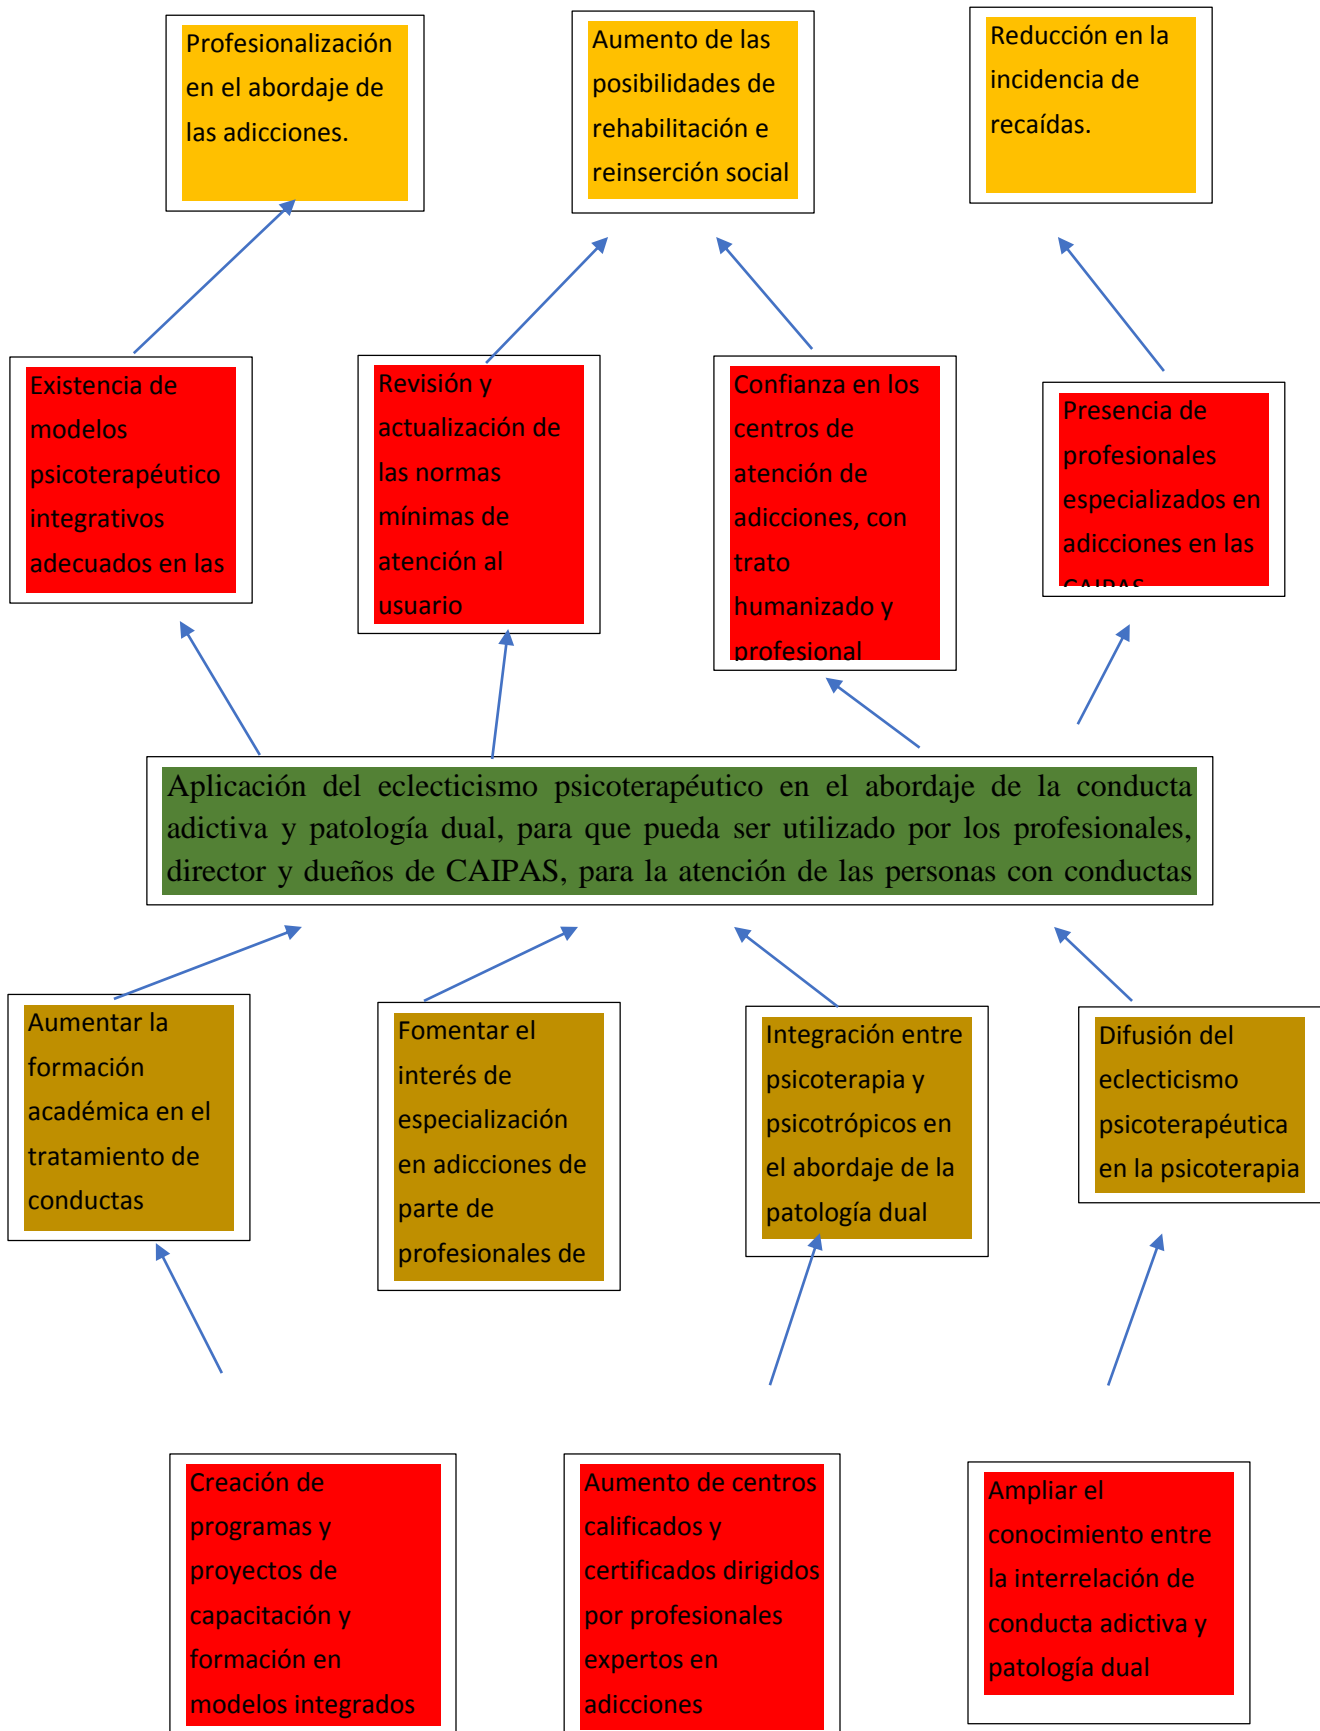 Profesionalización
en el abordaje de
las adicciones.
Aumento de las
posibilidades de
rehabilitación e
reinserción social
Reducción en la
incidencia de
recaídas.
Existencia de
modelos
psicoterapéutico
integrativos
adecuados en las
Revisión y
actualización de
las normas
mínimas de
atención al
usuario
Confianza en los
centros de
atención de
adicciones, con
trato
humanizado y
profesional
Presencia de
profesionales
especializados en
adicciones en las
CAIPAS
Aplicación del eclecticismo psicoterapéutico en el abordaje de la conducta
adictiva y patología dual, para que pueda ser utilizado por los profesionales,
director y dueños de CAIPAS, para la atención de las personas con conductas
Aumentar la
formación
académica en el
tratamiento de
conductas
Fomentar el
interés de
especialización
en adicciones de
parte de
profesionales de
Integración entre
psicoterapia y
psicotrópicos en
el abordaje de la
patología dual
Difusión del
eclecticismo
psicoterapéutica
en la psicoterapia
Creación de
programas y
proyectos de
capacitación y
formación en
modelos integrados
Aumento de centros
calificados y
certificados dirigidos
por profesionales
expertos en
adicciones
Ampliar el
conocimiento entre
la interrelación de
conducta adictiva y
patología dual